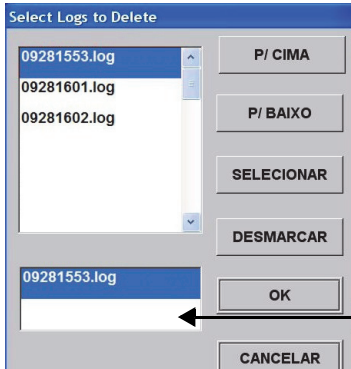 Select Logs to Delete
09281553.log
09281601.log
09281602.log
P/ CIMA
P/ BAIXO
SELECIONAR
DESMARCAR
09281553.log
OK
CANCELAR